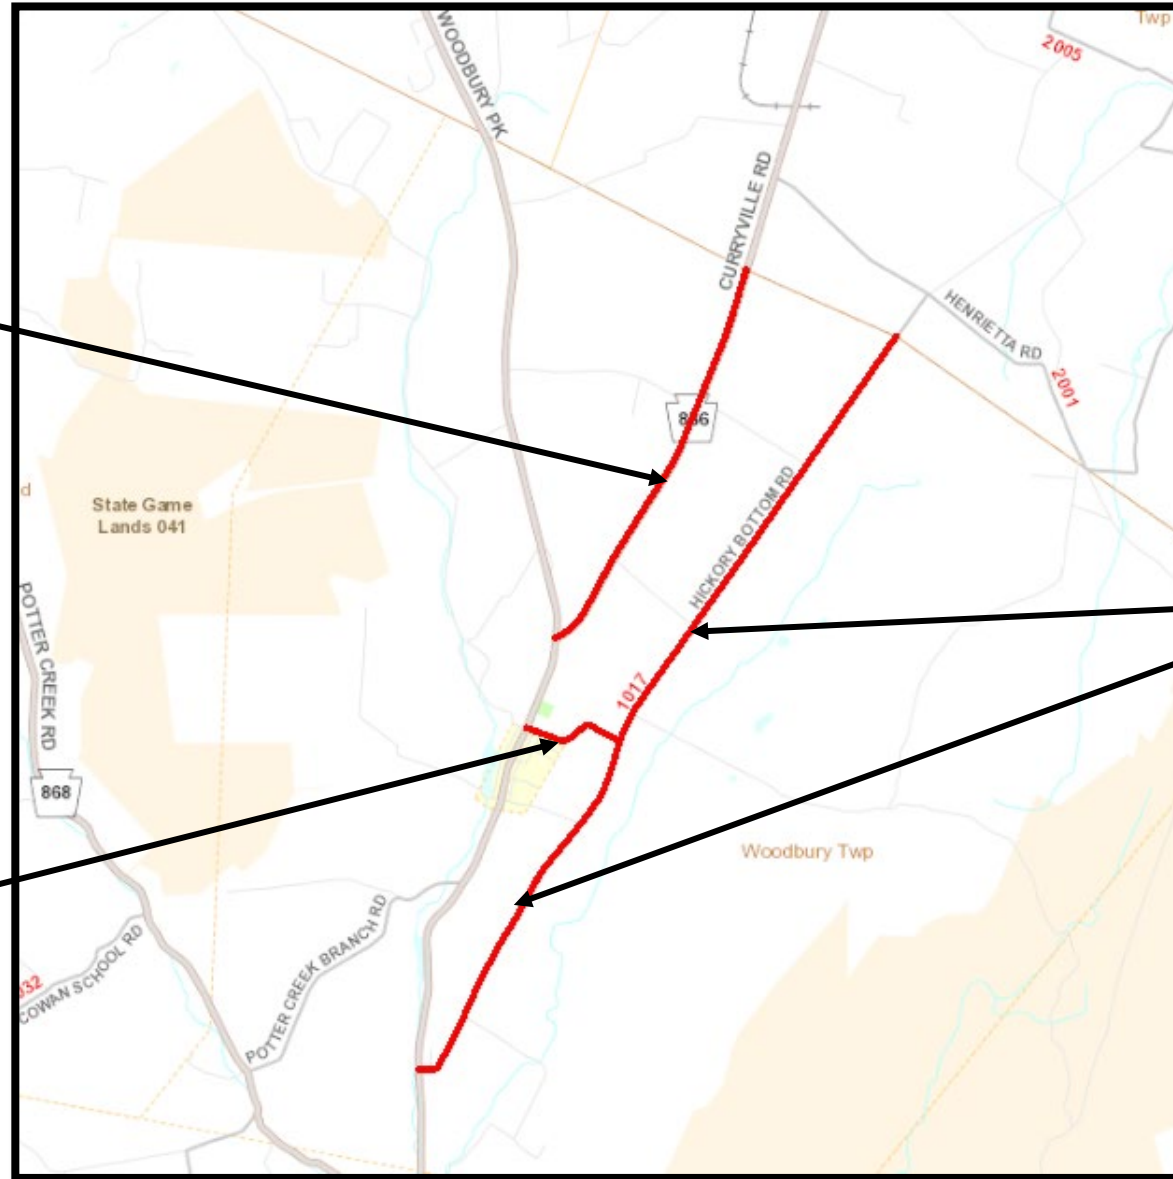 Twp
2005
WOODBURY PK
CURRYVILLE RD
HENRIETTA RD
2001
866
HICKORY BOTTOM RD
d
State Game
Lands 041
POTTER CREEK RD
1017
868
Woodbury Twp
POTTER CREEK BRANCH RD
032
COWAN SCHOOL RD